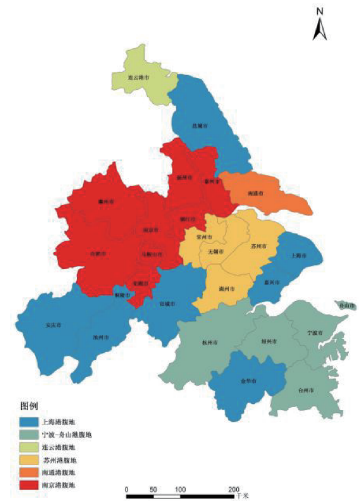 N
连云港市
盐城市
扬州市
泰州市
南通市
滁州市
南京市
镇江市
常州市
苏州市
无锡市
合肥市
马鞍山市
上海市
芜湖市
嘉兴市
湖州市
铜陵市
宣城市
舟山市
安庆市
池州市
杭州市
绍兴市
宁波市
金华市
台州市
图例
上海港腹地
宁波-舟山港腹地
连云港腹地
苏州港腹地
南通港腹地
南京港腹地
0 50 100 200
千米